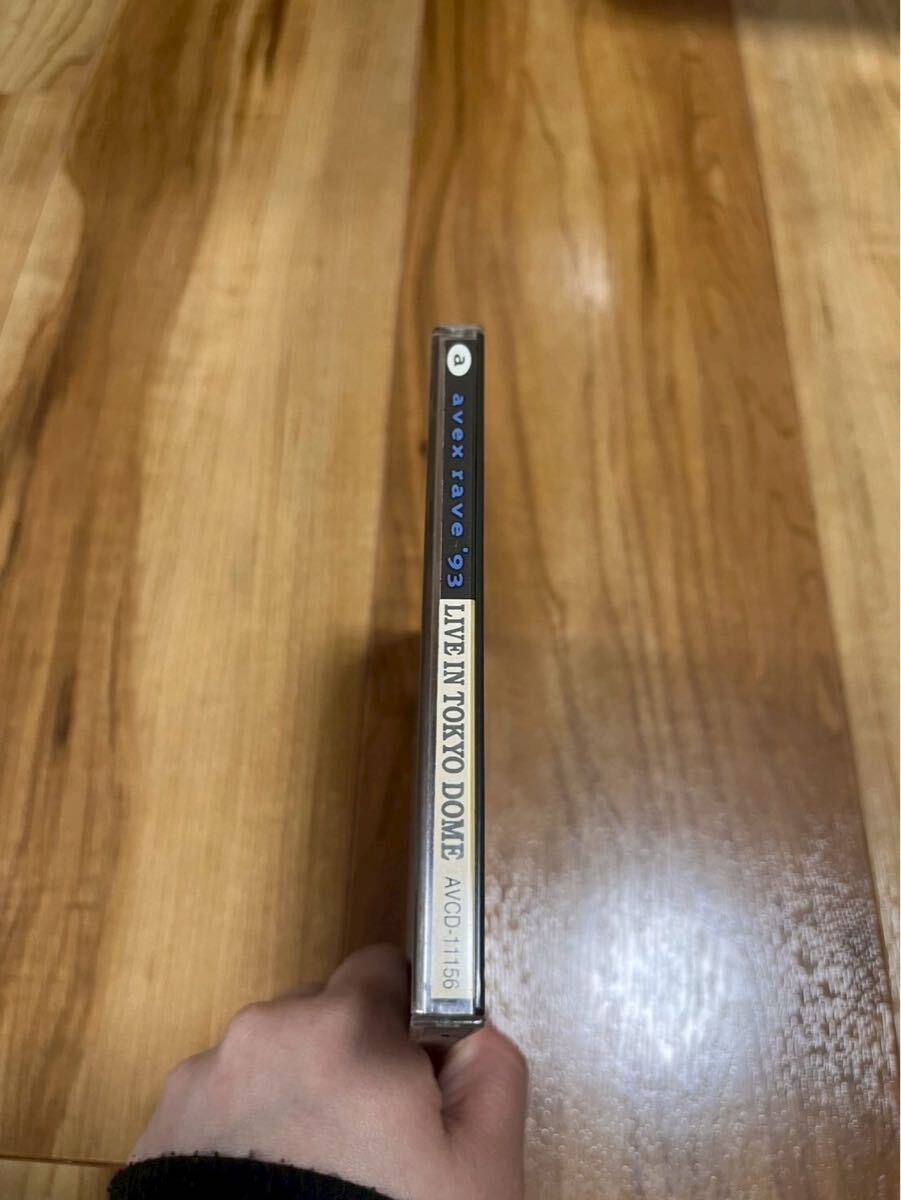 a avex rave '93 LIVE IN TOKYO DOME AVCD-11156